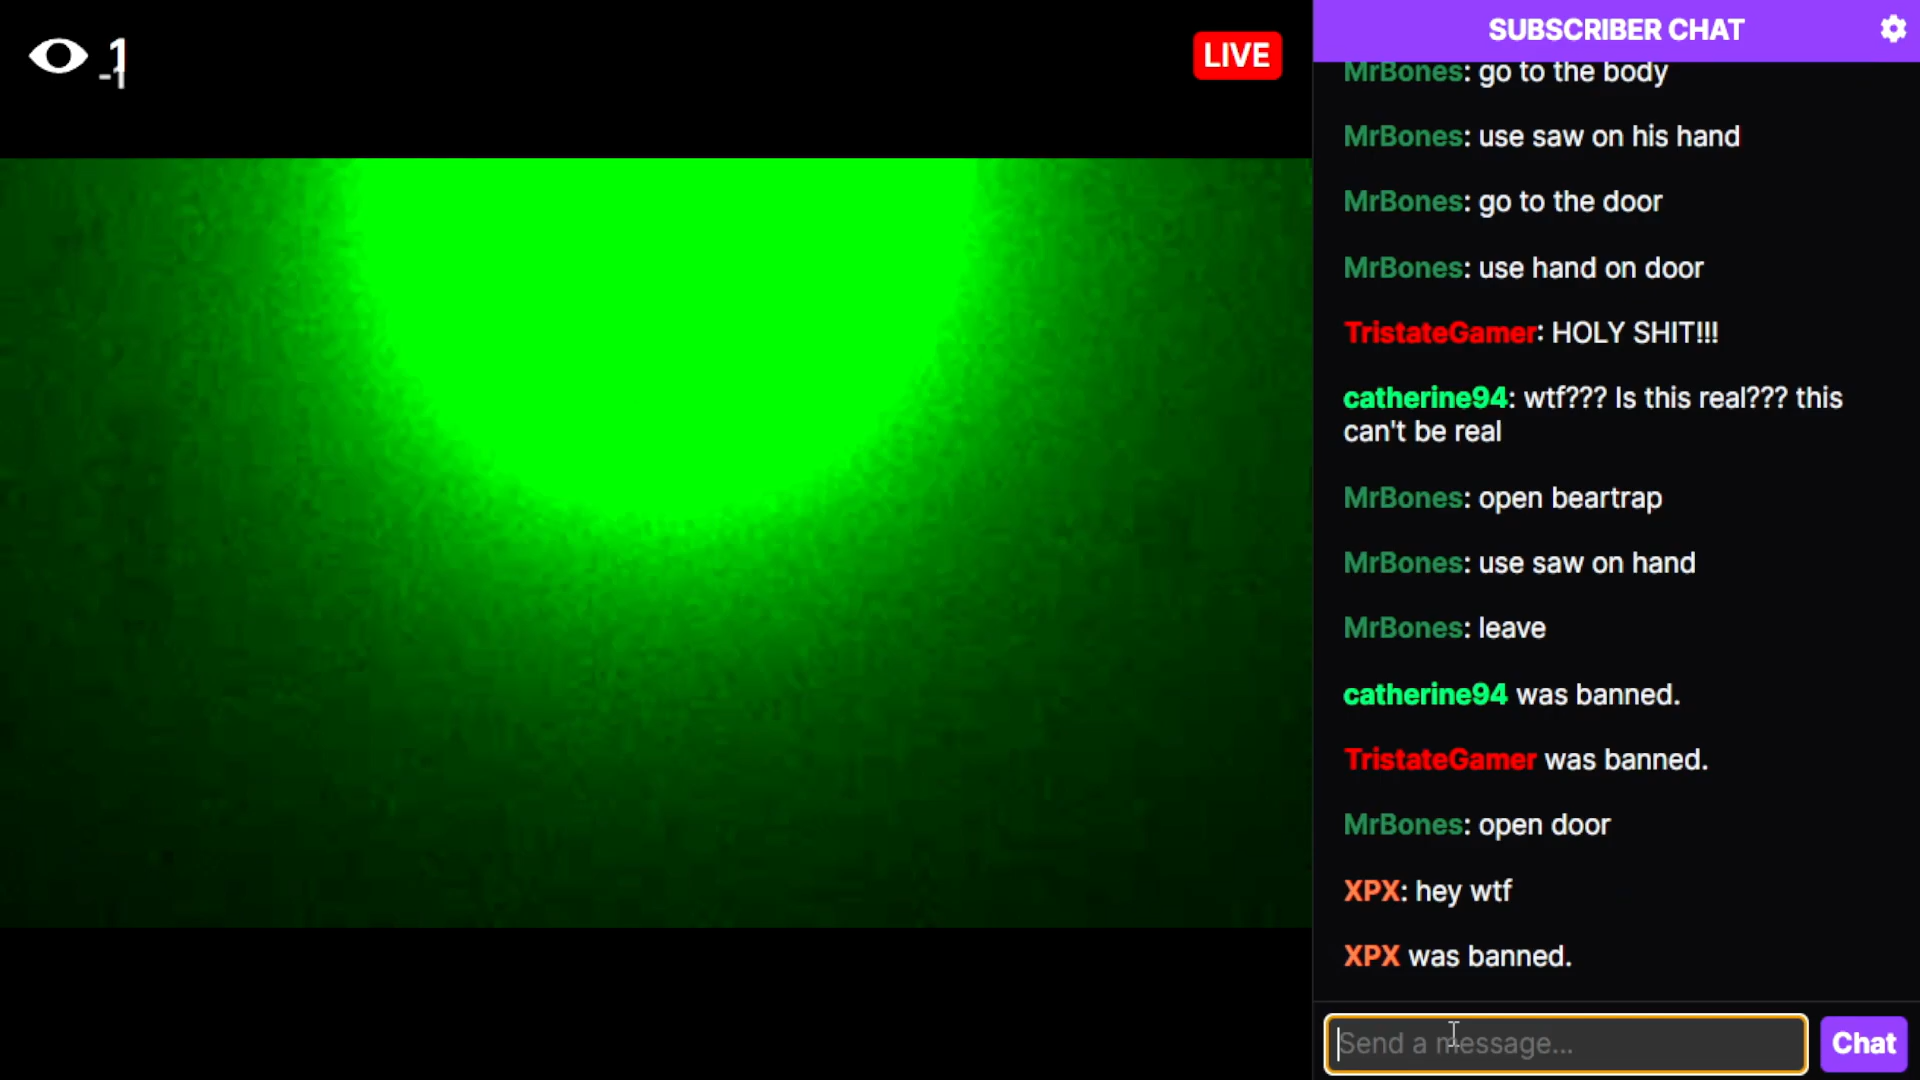 1
-1
LIVE
SUBSCRIBER CHAT
MrBones: go to the body
MrBones: use saw on his hand
MrBones: go to the door
MrBones: use hand on door
TristateGamer: HOLY SHIT!!!
catherine94: wtf??? Is this real??? this
can't be real
MrBones: open beartrap
MrBones: use saw on hand
MrBones: leave
catherine94 was banned.
TristateGamer was banned.
MrBones: open door
XPX: hey wtf
XPX was banned.
Send a message...
Chat